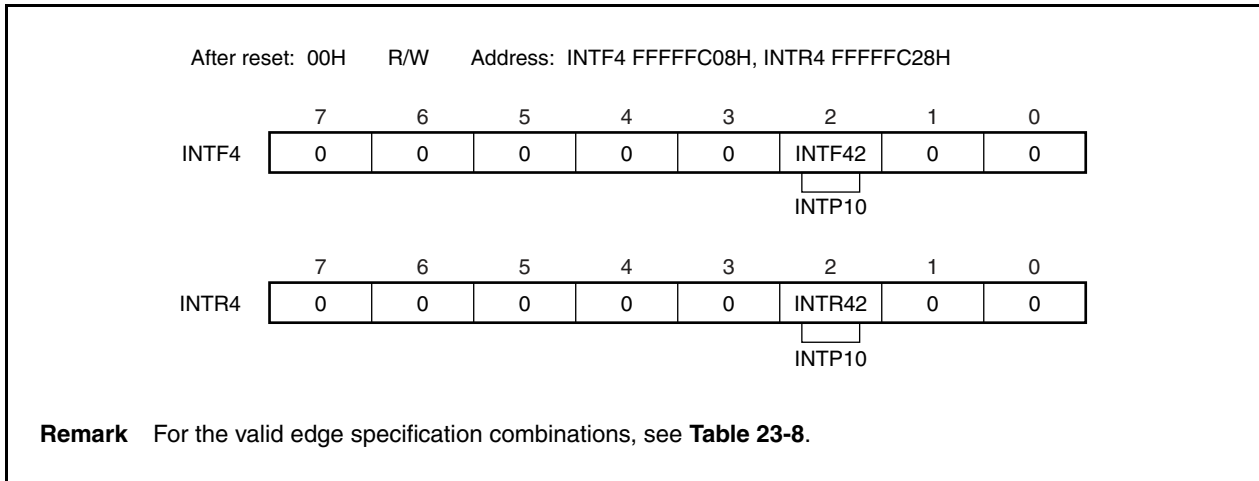 After reset: 00H R/W Address: INTF4 FFFFFC08H, INTR4 FFFFFC28H
7 6 5 4 3 2 1 0
INTF4 0 0 0 0 0 INTF42 0 0
INTP10
7 6 5 4 3 2 1 0
INTR4 0 0 0 0 0 INTR42 0 0
INTP10
Remark For the valid edge specification combinations, see Table 23-8.